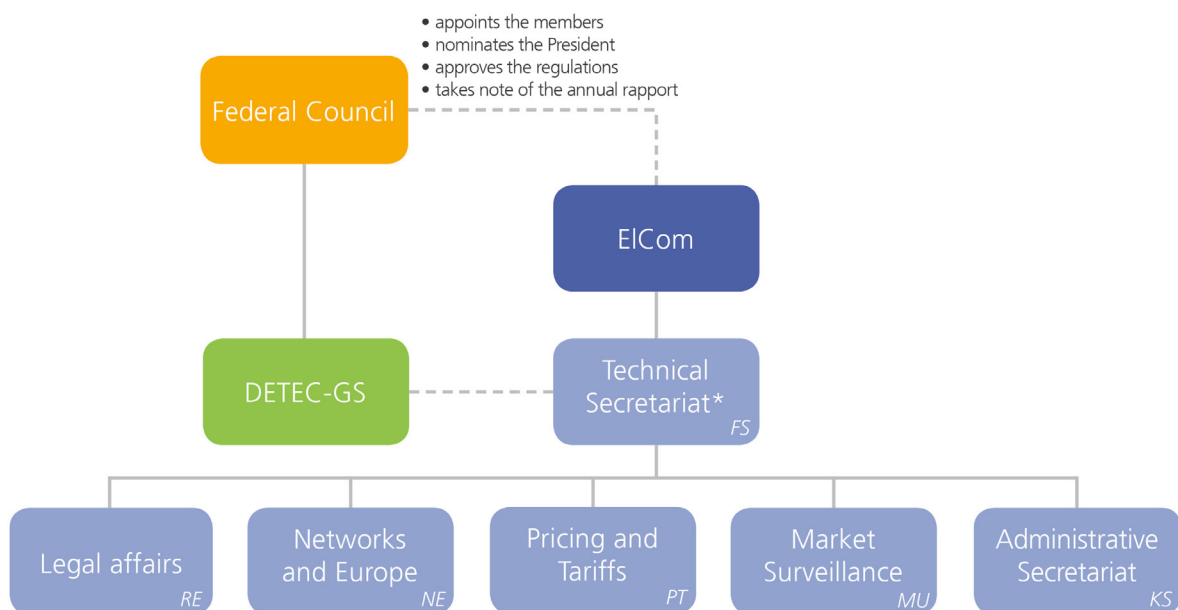 • appoints the members
• nominates the President
• approves the regulations
• takes note of the annual rapport
Federal Council
ElCom
DETEC-GS
Technical
Secretariat*
FS
Legal affairs
RE
Networks
and Europe
NE
Pricing and
Tariffs
PT
Market
Surveillance
MU
Administrative
Secretariat
KS